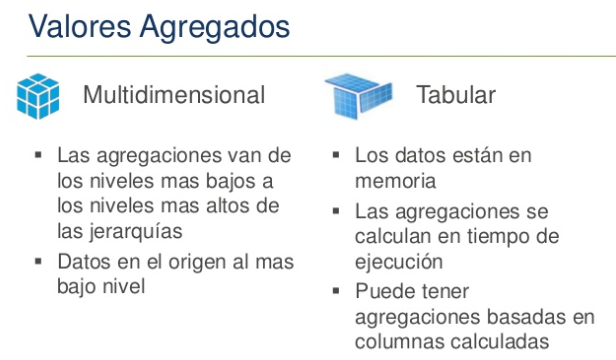 Valores Agregados
Multidimensional
▪ Las agregaciones van de
los niveles mas bajos a
los niveles mas altos de
las jerarquías
▪ Datos en el origen al mas
bajo nivel
Tabular
▪ Los datos están en
memoria
▪ Las agregaciones se
calculan en tiempo de
ejecución
▪ Puede tener
agregaciones basadas en
columnas calculadas